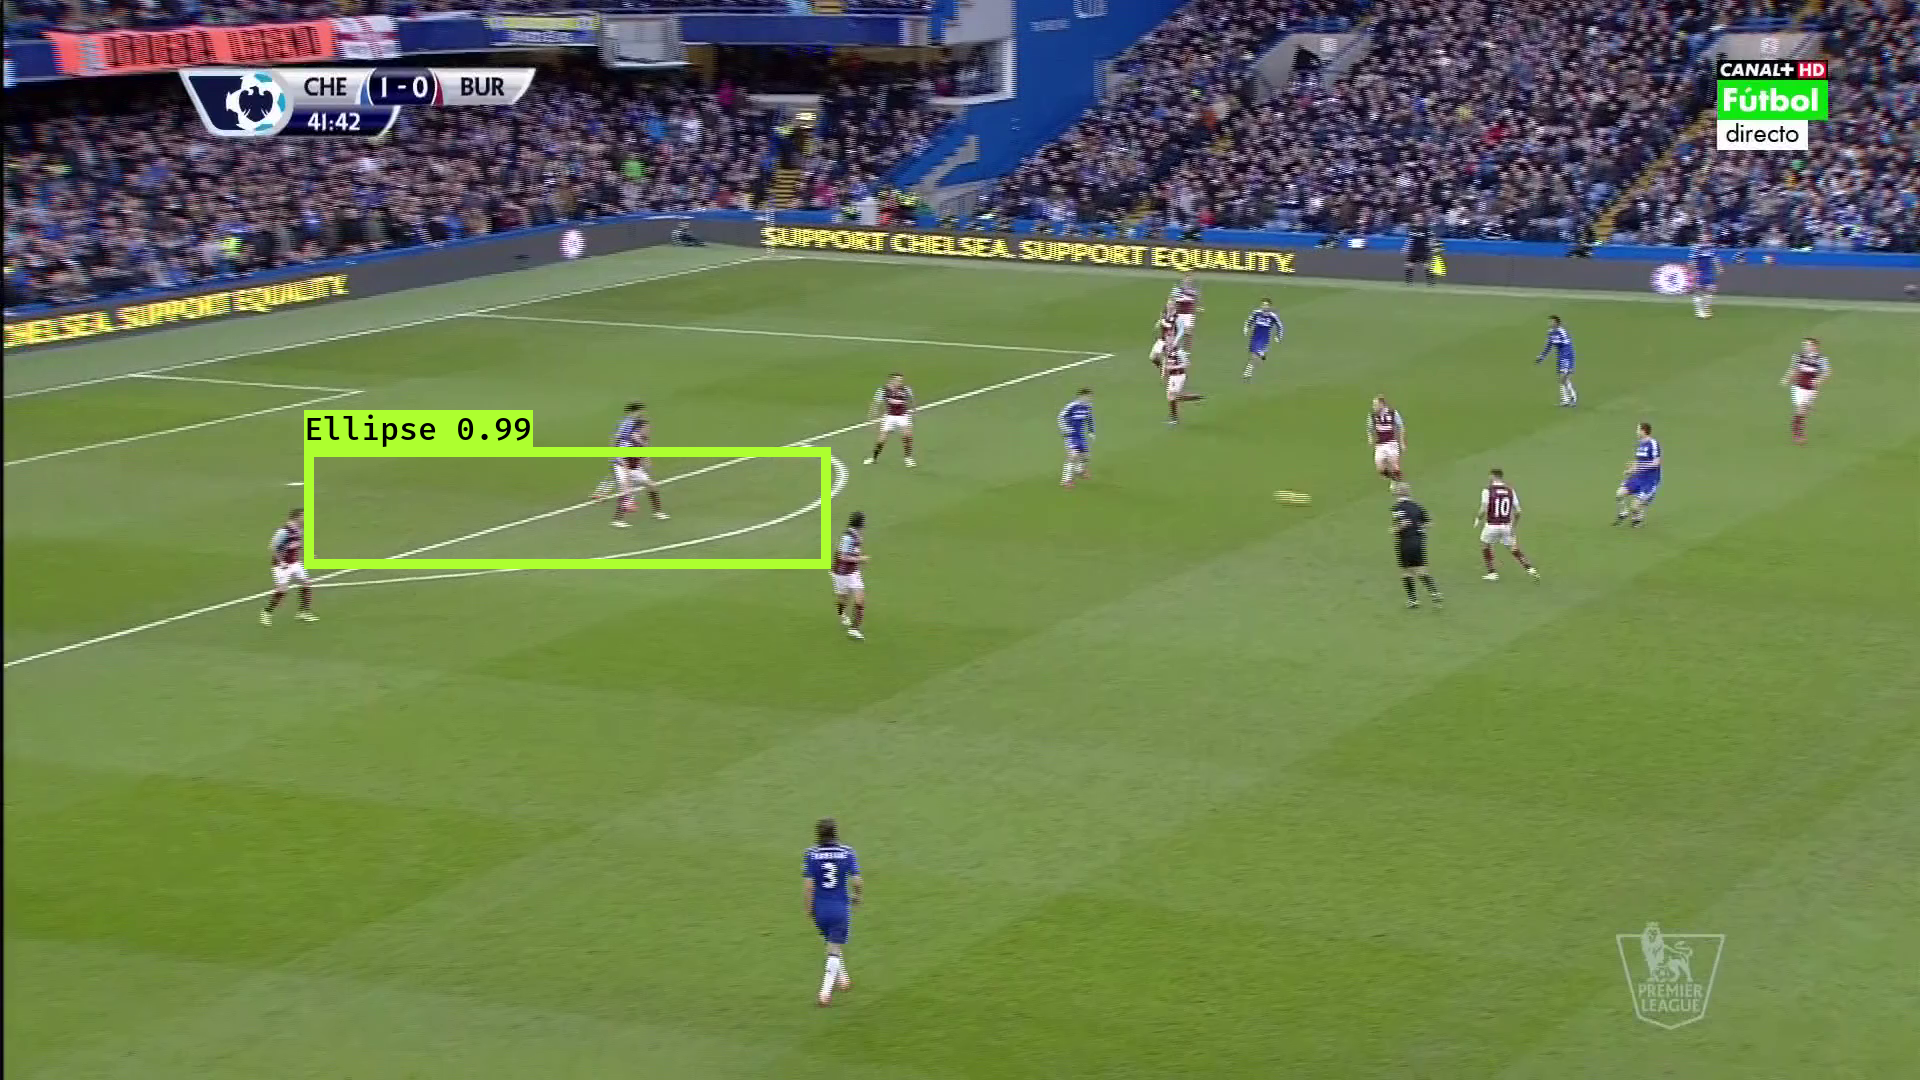 CHE 1-0 BUR
41:42
CANAL+ HD
Fútbol
directo
SUPPORT CHELSEA. SUPPORT EQUALITY.
HELSEA. SUPPORT EQUALITY
Ellipse 0.99
10
3
PREMIER
LEAGUE